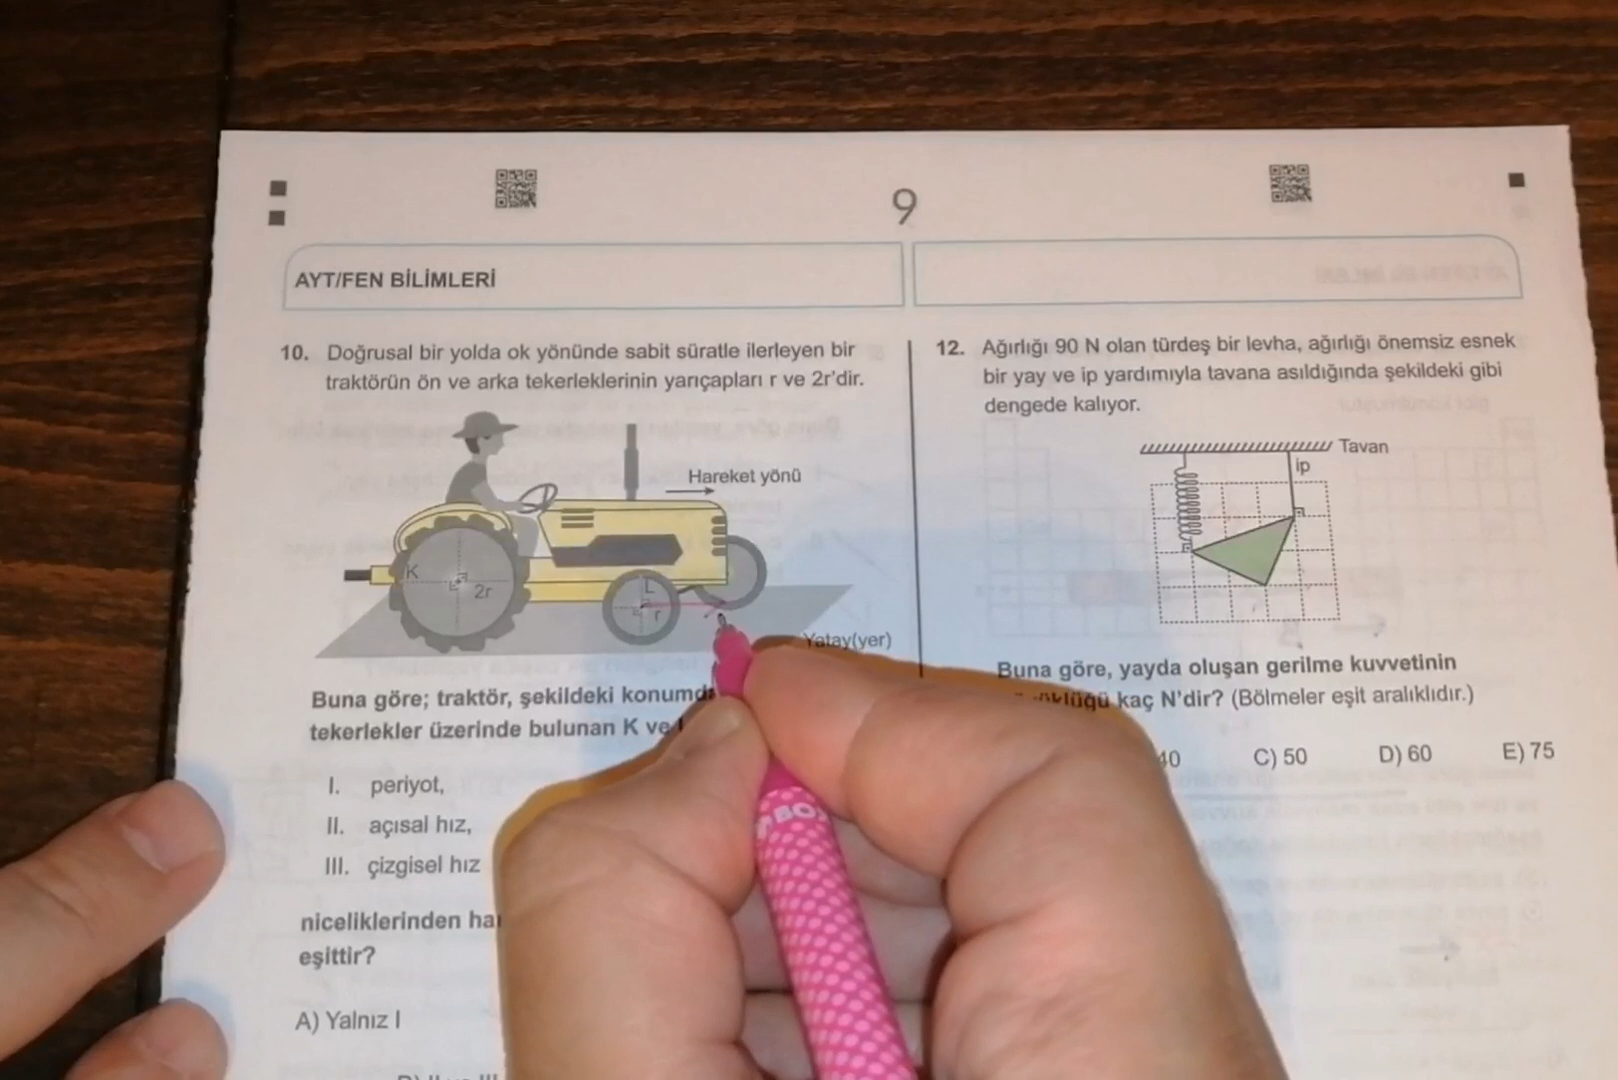 9
AYT/FEN BİLİMLERİ
10. Doğrusal bir yolda ok yönünde sabit süratle ilerleyen bir
traktörün ön ve arka tekerleklerinin yarıçapları r ve 2r'dir.
Hareket yönü
K
2r
L
r
Yatay(yer)
Buna göre; traktör, şekildeki
tekerlekler üzerinde bulunan K ve
I. periyot,
II. açısal hız,
III. çizgisel hız
niceliklerinden
eşittir?
A) Yalnız I
12. Ağırlığı 90 N olan türdeş bir levha, ağırlığı önemsiz esnek
bir yay ve ip yardımıyla tavana asıldığında şekildeki gibi
dengede kalıyor.
Tavan
ip
Buna göre, yayda oluşan gerilme kuvvetinin
kaç N'dir? (Bölmeler eşit aralıklıdır.)
40 C) 50 D) 60 E) 75